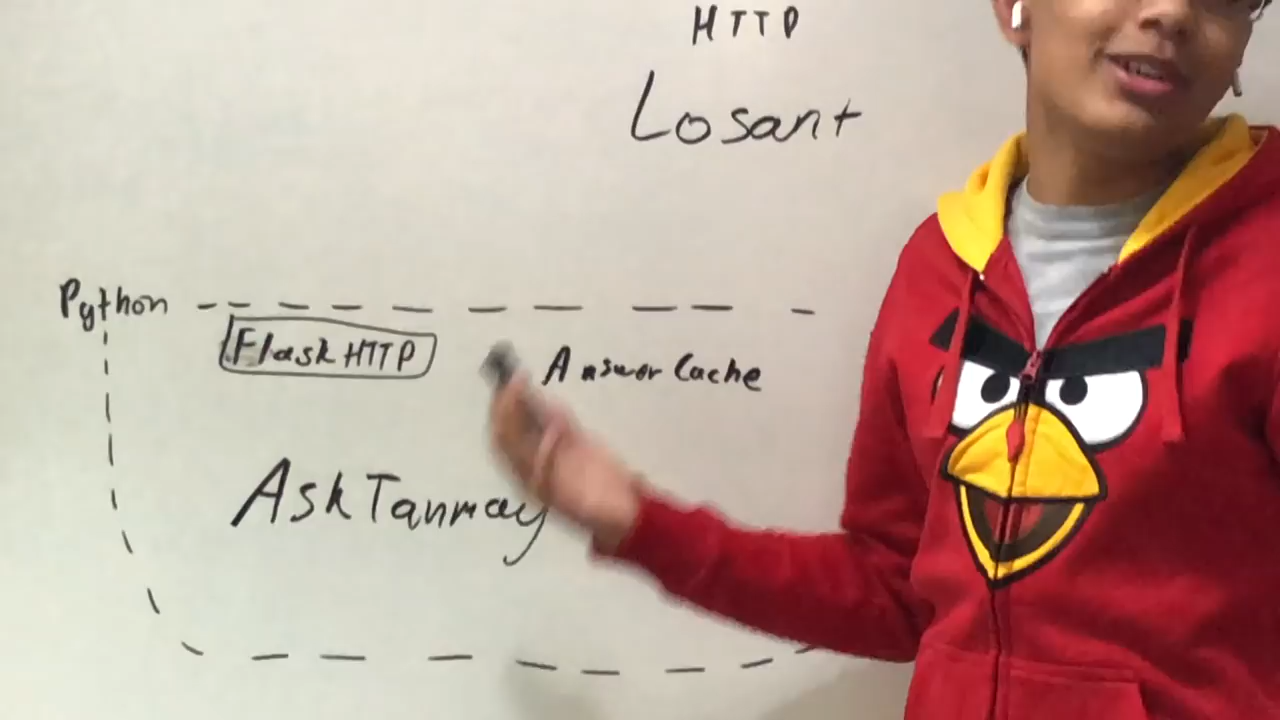 HTTP
Losant
Python
Flask HTTP
Answer Cache
AskTanmay